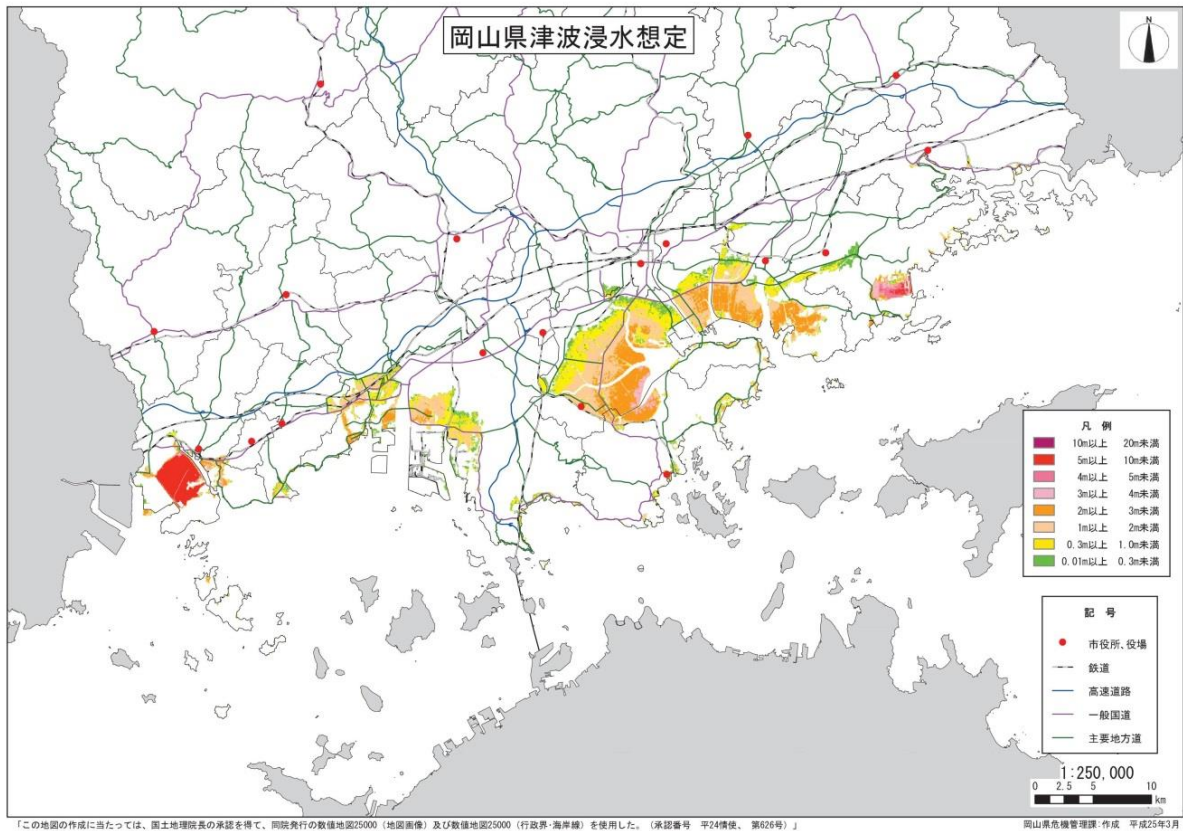 岡山県津波浸水想定
N
凡 例
10m以上 20m未満
5m以上 10m未満
4m以上 5m未満
3m以上 4m未満
2m以上 3m未満
1m以上 2m未満
0.3m以上 1.0m未満
0.01m以上 0.3m未満
記 号
市役所、役場
鉄道
高速道路
一般国道
主要地方道
1:250,000
0 2.5 5 10
km
「この地図の作成に当たっては、国土地理院長の承認を得て、同院発行の数値地図25000（地図画像）及び数値地図25000（行政界・海岸線）を使用した。（承認番号 平24情使、 第626号）」
岡山県危機管理課：作成 平成25年3月